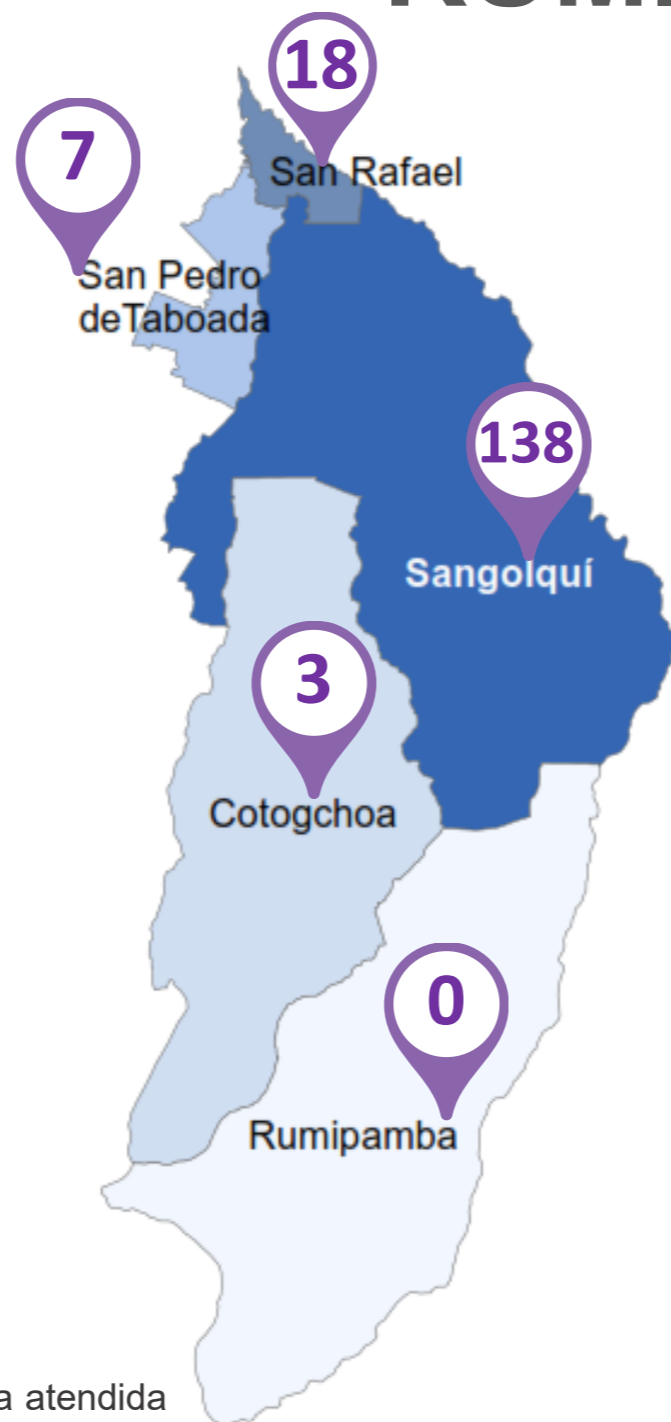 18
San Rafael
7
San Pedro
deTaboada
138
Sangolquí
3
Cotogchoa
0
Rumipamba
a atendida